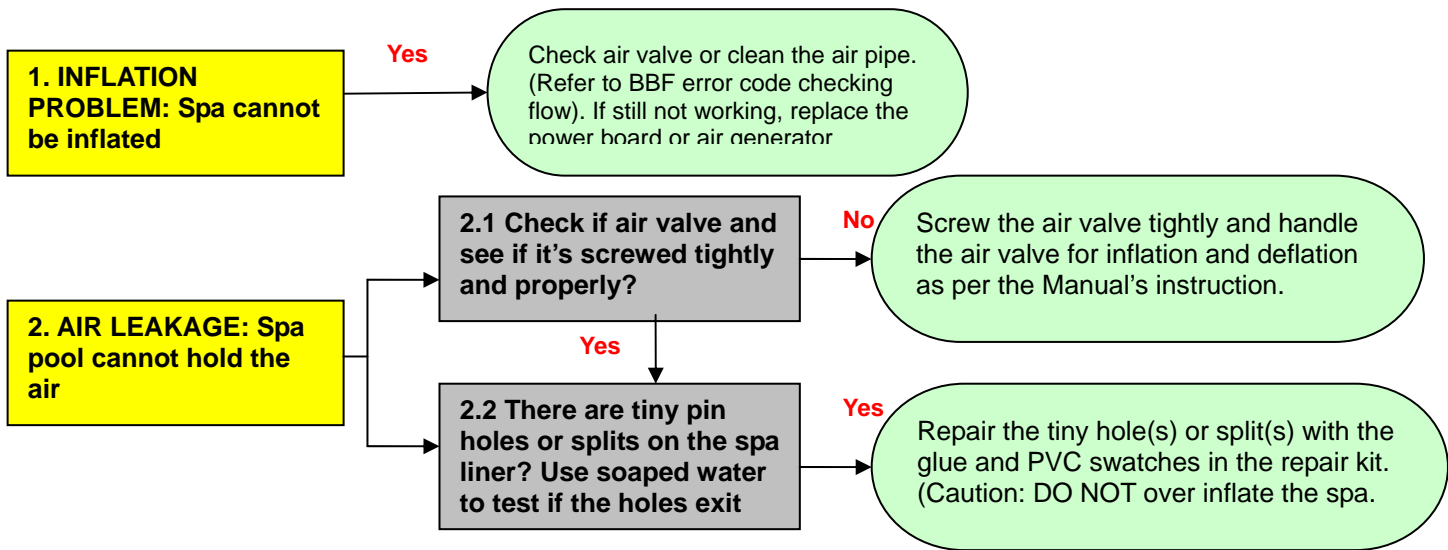 1. INFLATION
PROBLEM: Spa cannot
be inflated
Yes
Check air valve or clean the air pipe.
(Refer to BBF error code checking
flow). If still not working, replace the
power board or air generator
2. AIR LEAKAGE: Spa
pool cannot hold the
air
2.1 Check if air valve and
see if it's screwed tightly
and properly?
No
Screw the air valve tightly and handle
the air valve for inflation and deflation
as per the Manual's instruction.
Yes
2.2 There are tiny pin
holes or splits on the spa
liner? Use soaped water
to test if the holes exit
Yes
Repair the tiny hole(s) or split(s) with the
glue and PVC swatches in the repair kit.
(Caution: DO NOT over inflate the spa.